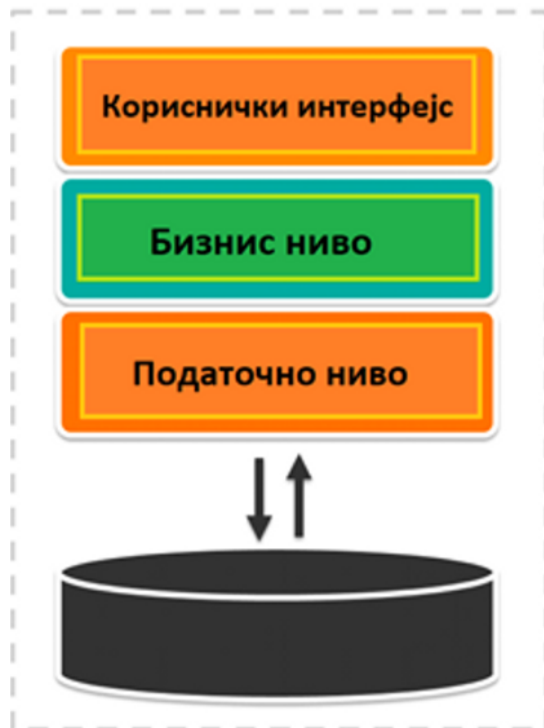 Кориснички интерфејс
Бизнис ниво
Податочно ниво